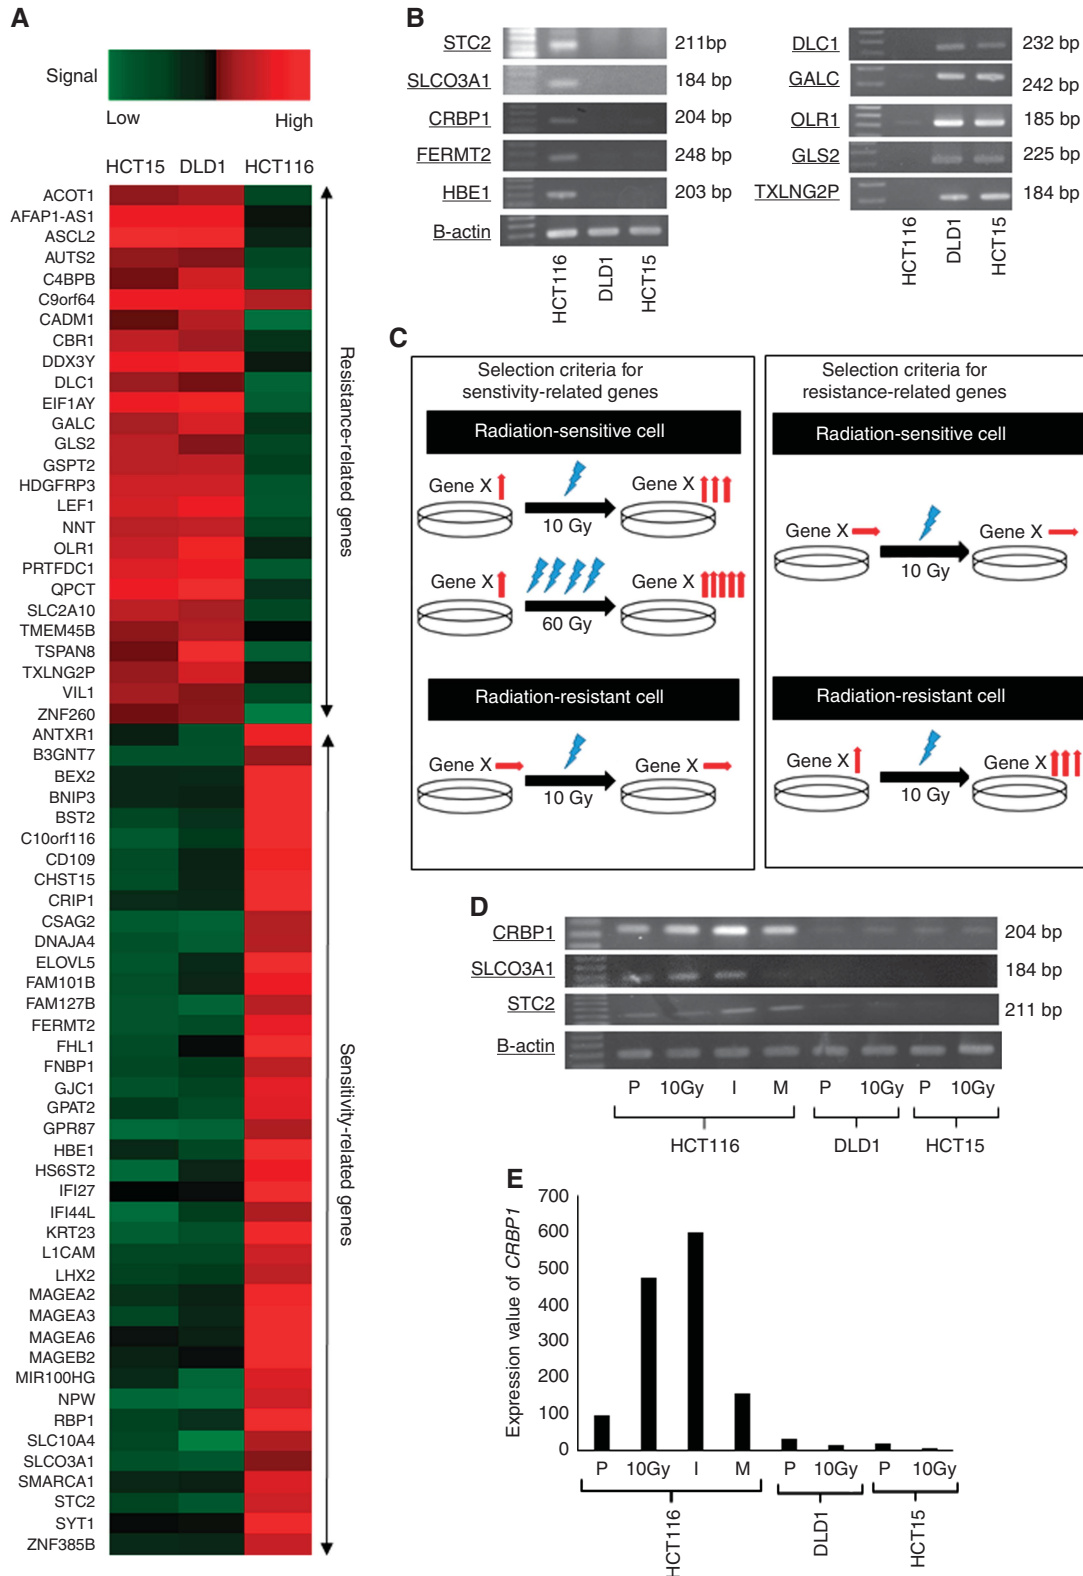 A
Signal
Low
High
HCT15 DLD1 HCT116
ACOT1
AFAP1-AS1
ASCL2
AUTS2
C4BPB
C9orf64
CADM1
CBR1
DDX3Y
DLC1
EIF1AY
GALC
GLS2
GSPT2
HDGFRP3
LEF1
NNT
OLR1
PRTFDC1
QPCT
SLC2A10
TMEM45B
TSPAN8
TXLNG2P
VIL1
ZNF260
ANTXR1
B3GNT7
BEX2
BNIP3
BST2
C10orf116
CD109
CHST15
CRIP1
CSAG2
DNAJA4
ELOVL5
FAM101B
FAM127B
FERMT2
FHL1
FNBP1
GJC1
GPAT2
GPR87
HBE1
HS6ST2
IFI27
IFI44L
KRT23
L1CAM
LHX2
MAGEA2
MAGEA3
MAGEA6
MAGEB2
MIR100HG
NPW
RBP1
SLC10A4
SLCO3A1
SMARCA1
STC2
SYT1
ZNF385B
Resistance-related genes
Sensitivity-related genes
B
STC2 211bp
SLCO3A1 184 bp
CRBP1 204 bp
FERMT2 248 bp
HBE1 203 bp
B-actin
HCT116
DLD1
HCT15
DLC1 232 bp
GALC 242 bp
OLR1 185 bp
GLS2 225 bp
TXLNG2P 184 bp
HCT116
DLD1
HCT15
C
Selection criteria for
senstivity-related genes
Radiation-sensitive cell
Gene X
10 Gy
Gene X
Gene X
60 Gy
Gene X
Radiation-resistant cell
Gene X
10 Gy
Gene X
Selection criteria for
resistance-related genes
Radiation-sensitive cell
Gene X
10 Gy
Gene X
Radiation-resistant cell
Gene X
10 Gy
Gene X
D
CRBP1 204 bp
SLCO3A1 184 bp
STC2 211 bp
B-actin
P 10Gy I M P 10Gy P 10Gy
HCT116 DLD1 HCT15
E
Expression value of CRBP1
700
600
500
400
300
200
100
0
P 10Gy I M P 10Gy P 10Gy
HCT116
DLD1
HCT15